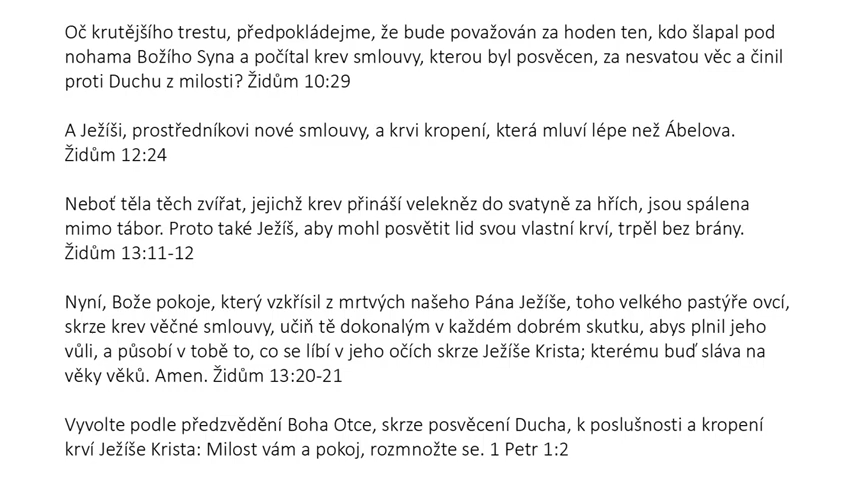 Oč krutějšího trestu, předpokládejme, že bude považován za hoden ten, kdo šlapal pod
nohama Božího Syna a počítal krev smlouvy, kterou byl posvěcen, za nesvatou věc a činil
proti Duchu z milosti? Židům 10:29
A Ježíši, prostředníkovi nové smlouvy, a krvi kropení, která mluví lépe než Ábelova.
Židům 12:24
Neboť těla těch zvířat, jejichž krev přináší velekněz do svatyně za hřích, jsou spálena
mimo tábor. Proto také Ježíš, aby mohl posvětit lid svou vlastní krví, trpěl bez brány.
Židům 13:11-12
Nyní, Bože pokoje, který vzkřísil z mrtvých našeho Pána Ježíše, toho velkého pastýře ovcí,
skrze krev věčné smlouvy, učiň tě dokonalým v každém dobrém skutku, abys plnil jeho
vůli, a působí v tobě to, co se líbí v jeho očích skrze Ježíše Krista; kterému buď sláva na
věky věků. Amen. Židům 13:20-21
Vyvolte podle předzvědění Boha Otce, skrze posvěcení Ducha, k poslušnosti a kropení
krví Ježíše Krista: Milost vám a pokoj, rozmnožte se. 1 Petr 1:2